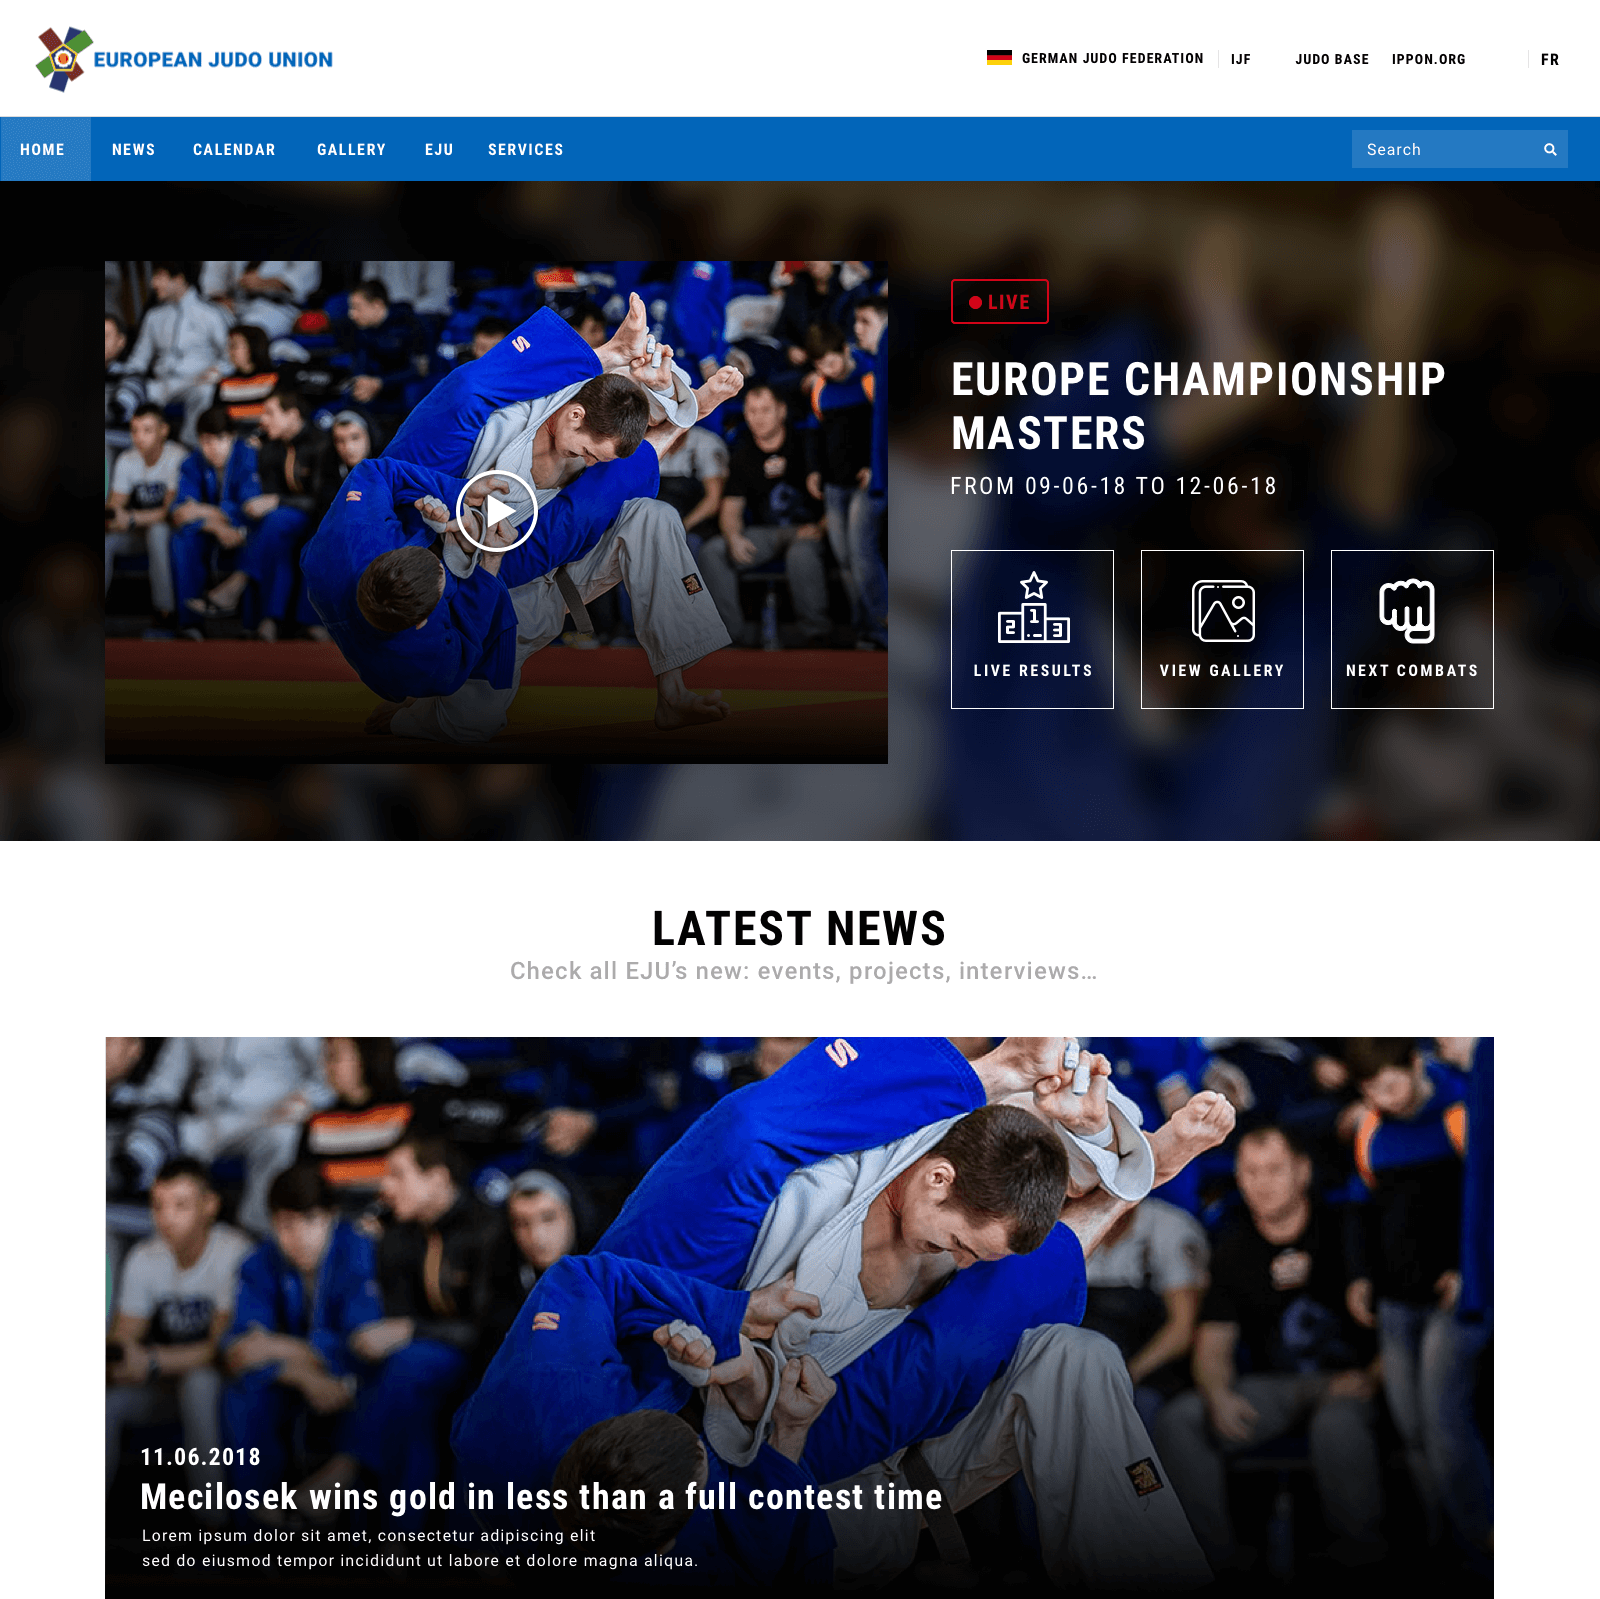 EUROPEAN JUDO UNION
GERMAN JUDO FEDERATION
IJF
JUDO BASE
IPPON.ORG
FR
HOME
NEWS
CALENDAR
GALLERY
EJU
SERVICES
Search
LIVE
EUROPE CHAMPIONSHIP
MASTERS
FROM 09-06-18 TO 12-06-18
2 1 3
LIVE RESULTS
VIEW GALLERY
NEXT COMBATS
LATEST NEWS
Check all EJU’s new: events, projects, interviews…
11.06.2018
Mecilosek wins gold in less than a full contest time
Lorem ipsum dolor sit amet, consectetur adipiscing elit
sed do eiusmod tempor incididunt ut labore et dolore magna aliqua.